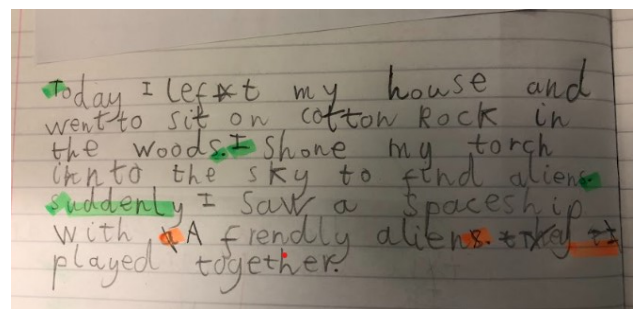 Today I left my house and
went to sit on cotton Rock in
the woods. I shone my torch
innto the sky to find aliens.
suddenly I saw a spaceship
with A frendly aliens.
played together.